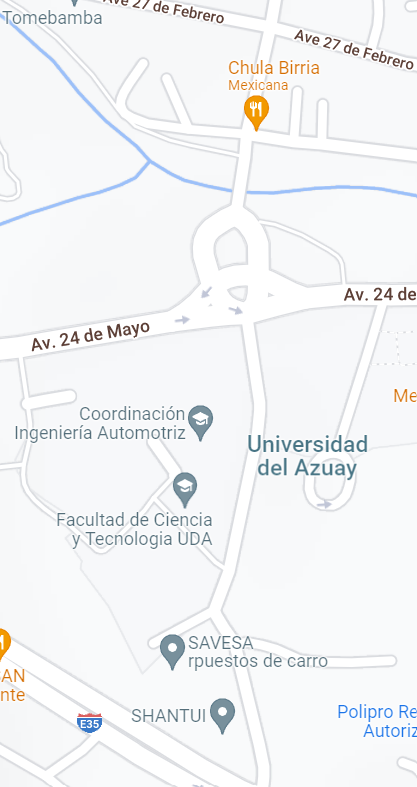 Ave 27 de Febrero
Tomebamba
Ave 27 de Febrero
Chula Birria
Mexicana
Av. 24 de
Av. 24 de Mayo
Me
Coordinación
Ingeniería Automotriz
Universidad
del Azuay
Facultad de Ciencia
y Tecnologia UDA
SAVESA
rpuestos de carro
AN
nte
SHANTUI
E35
Polipro Re
Autoriz